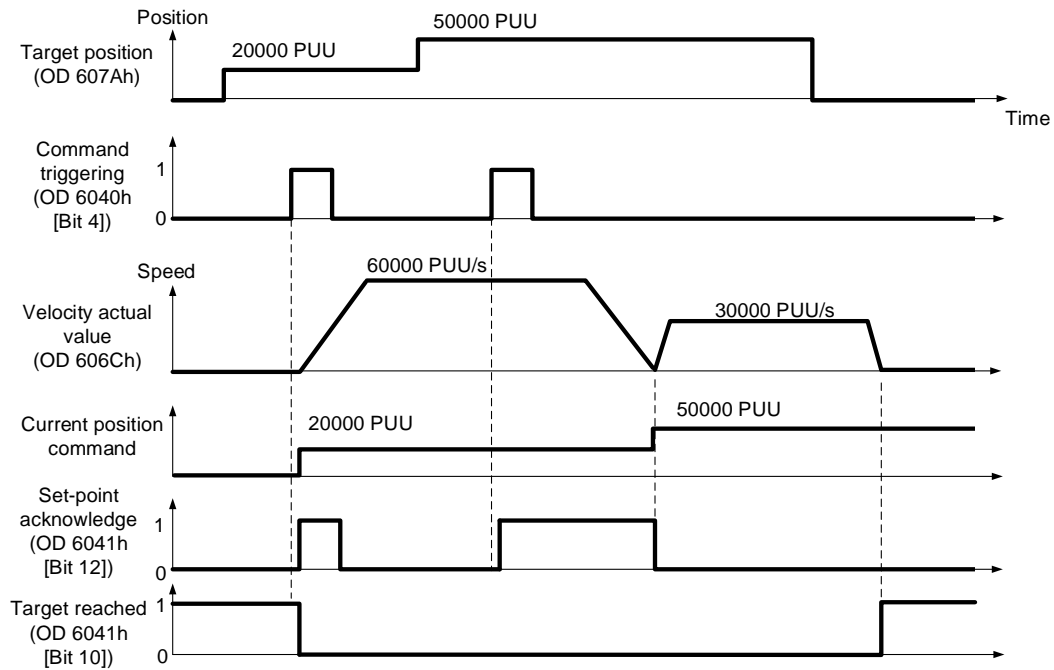 Position
50000 PUU
Target position
(OD 607Ah)
20000 PUU
Time
Command
triggering
(OD 6040h
[Bit 4])
1
0
Speed
60000 PUU/s
Velocity actual
value
(OD 606Ch)
30000 PUU/s
Current position
command
20000 PUU
50000 PUU
Set-point
acknowledge
(OD 6041h
[Bit 12])
1
0
Target reached
(OD 6041h
[Bit 10])
1
0